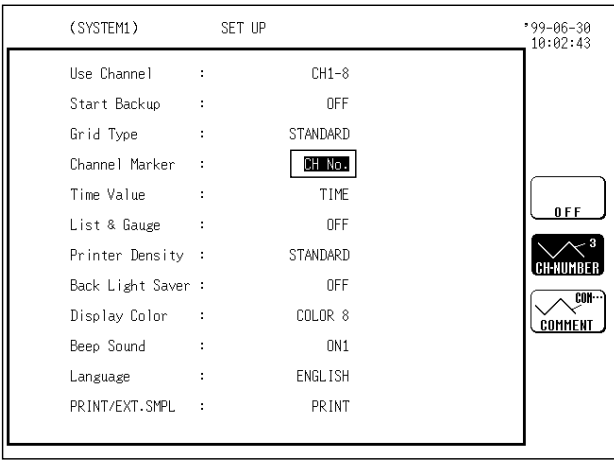 (SYSTEM1) SET UP '99-06-30
10:02:43
Use Channel : CH1-8
Start Backup : OFF
Grid Type : STANDARD
Channel Marker : CH No.
Time Value : TIME
List & Gauge : OFF
Printer Density : STANDARD
Back Light Saver : OFF
Display Color : COLOR 8
Beep Sound : ON1
Language : ENGLISH
PRINT/EXT.SMPL : PRINT
OFF
3
CH-NUMBER
COM…
COMMENT